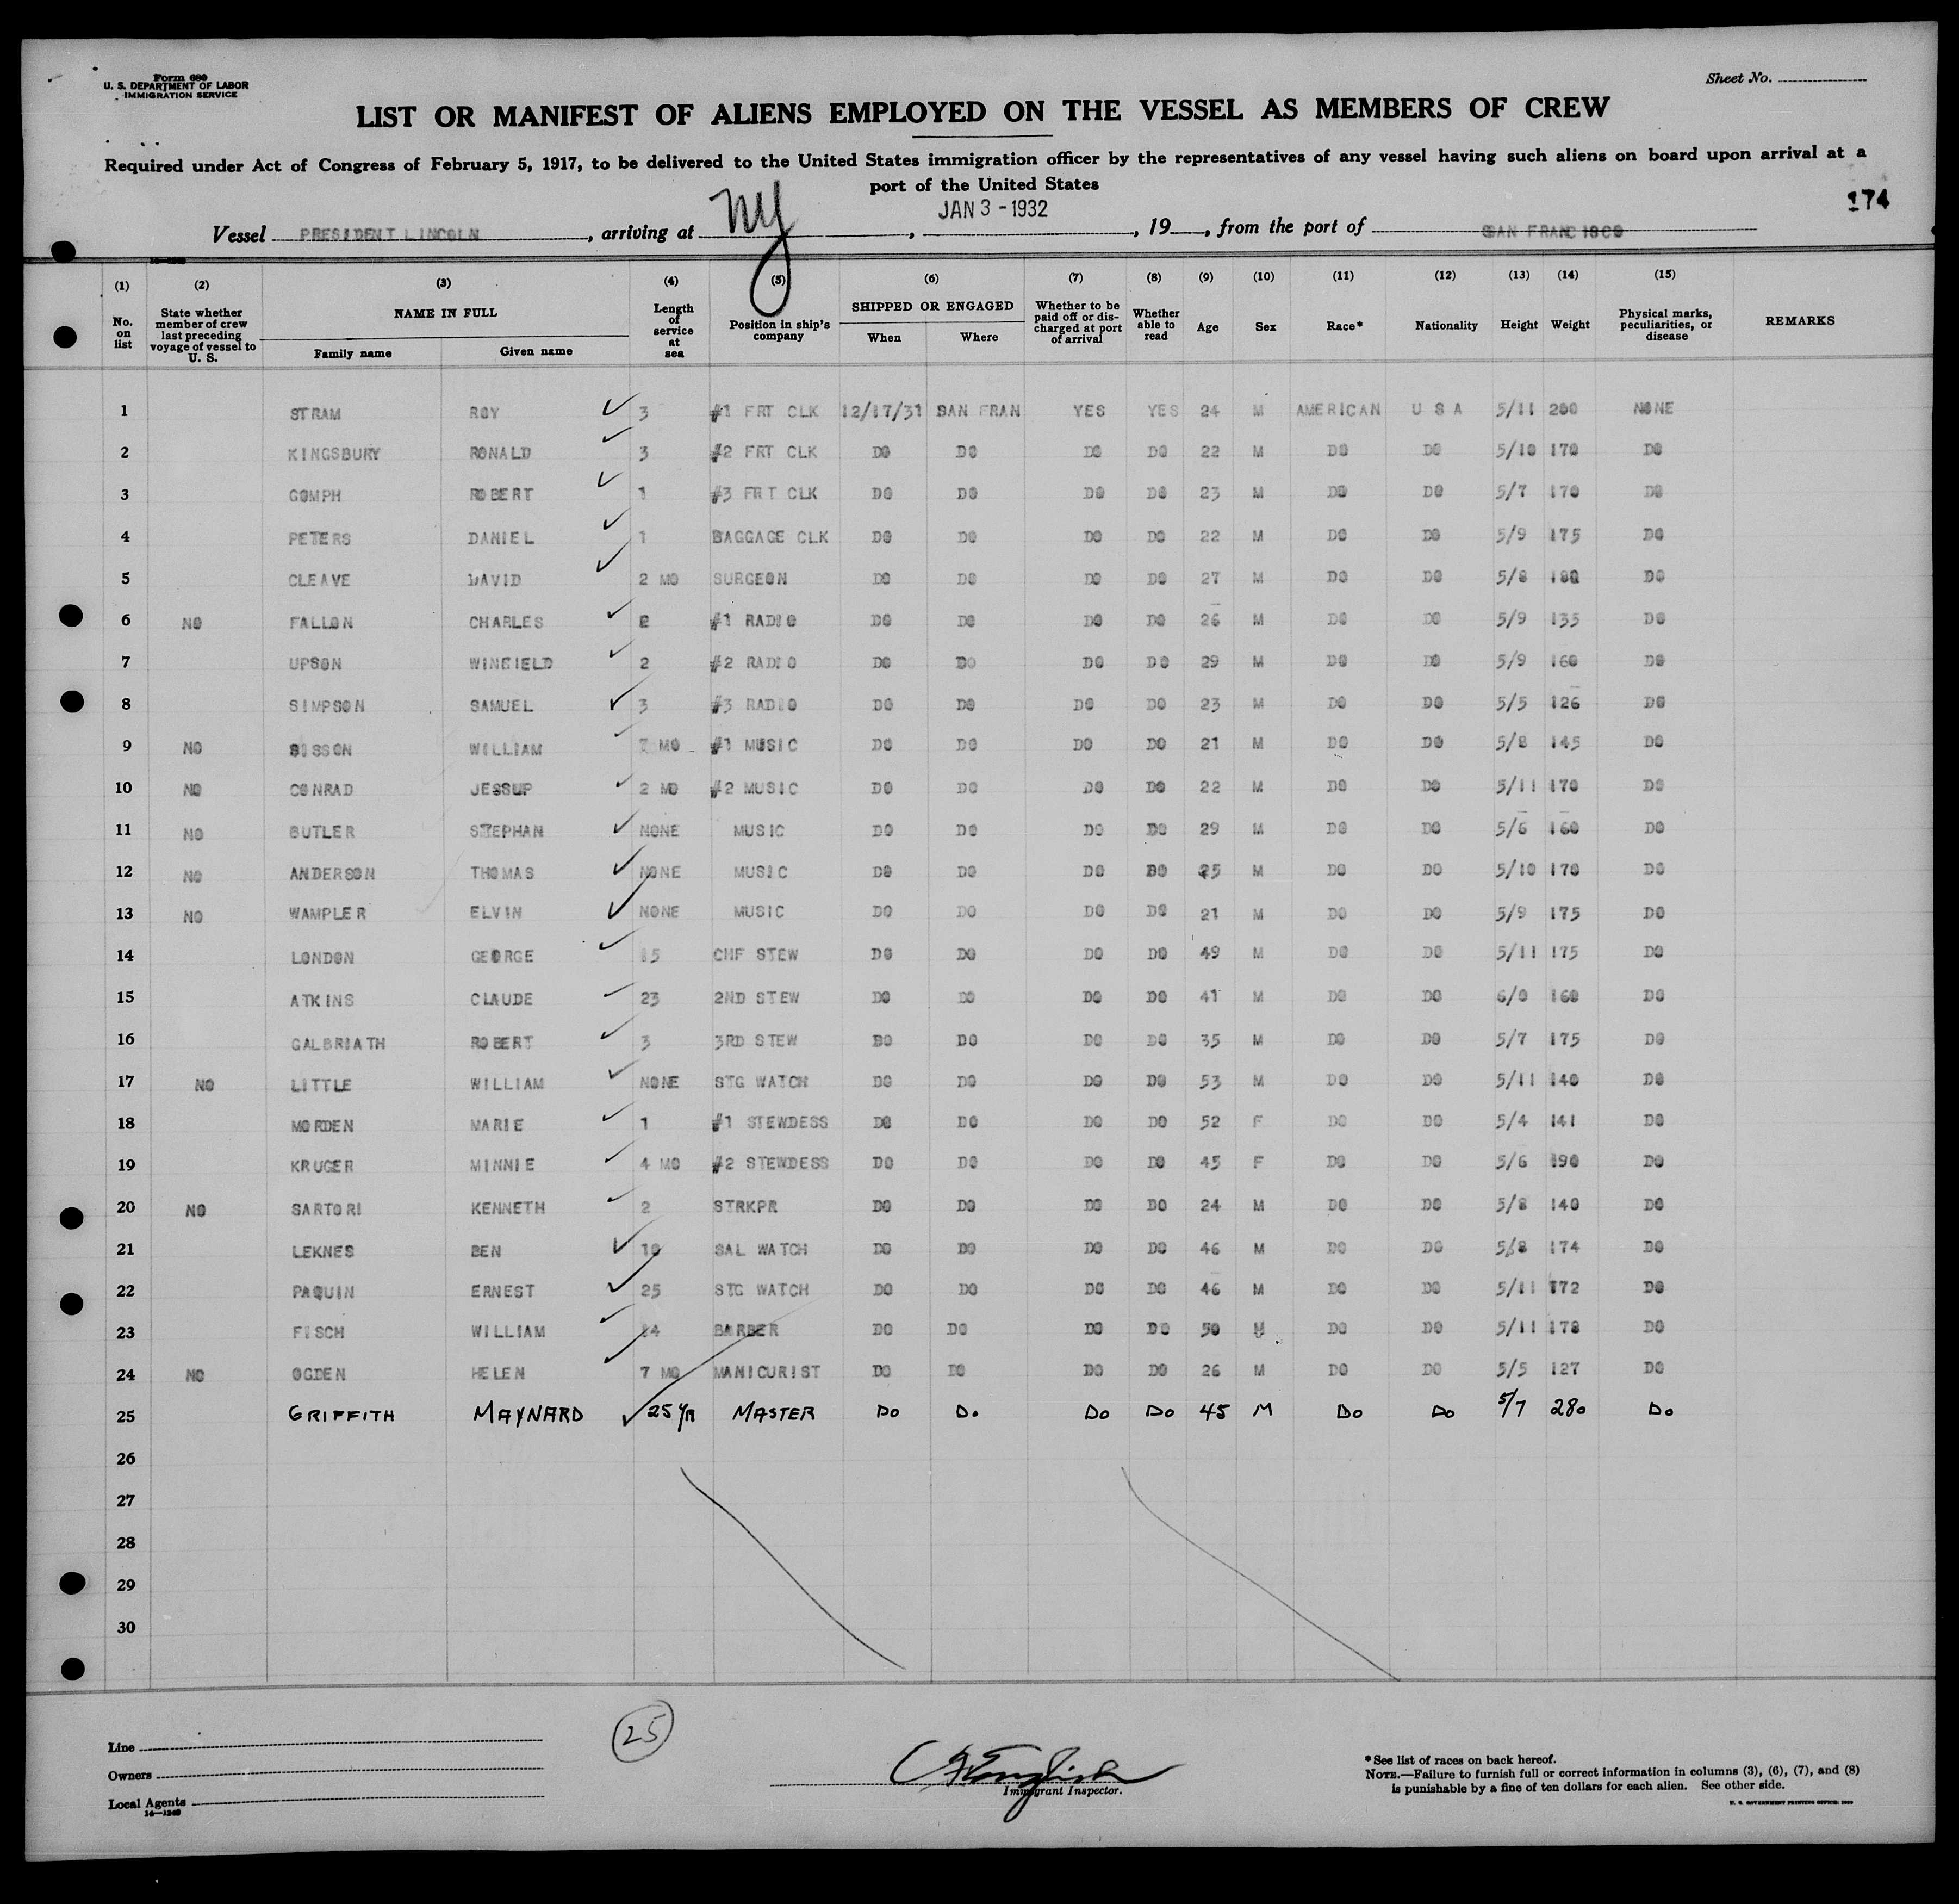 Form 680
U. S. DEPARTMENT OF LABOR
IMMIGRATION SERVICE
Sheet No.
LIST OR MANIFEST OF ALIENS EMPLOYED ON THE VESSEL AS MEMBERS OF CREW
Required under Act of Congress of February 5, 1917, to be delivered to the United States immigration officer by the representatives of any vessel having such aliens on board upon arrival at a
port of the United States
174
Vessel PRESIDENT LINCOLN, arriving at NY, JAN 3 - 1932, 19, from the port of SAN FRANCISCO
(1) (2) (3) (4) (5) (6) (7) (8) (9) (10) (11) (12) (13) (14) (15)
No. on list State whether member of crew last preceding voyage of vessel to U. S. NAME IN FULL Family name Given name Length of service at sea Position in ship's company SHIPPED OR ENGAGED When Where Whether to be paid off or discharged at port of arrival Whether able to read Age Sex Race* Nationality Height Weight Physical marks, peculiarities, or disease REMARKS
1 STRAM ROY 3 #1 FRT CLK 12/17/31 SAN FRAN YES YES 24 M AMERICAN U S A 5/11 200 NONE
2 KINGSBURY RONALD 3 #2 FRT CLK DO DO DO DO 22 M DO DO 5/10 170 DO
3 GOMPH ROBERT 1 #3 FRT CLK DO DO DO DO 23 M DO DO 5/7 170 DO
4 PETERS DANIEL 1 BAGGAGE CLK DO DO DO DO 22 M DO DO 5/9 175 DO
5 CLEAVE DAVID 2 MO SURGEON DO DO DO DO 27 M DO DO 5/8 180 DO
6 NO FALLON CHARLES 2 #1 RADIO DO DO DO DO 26 M DO DO 5/9 135 DO
7 UPSON WINFIELD 2 #2 RADIO DO DO DO DO 29 M DO DO 5/9 160 DO
8 SIMPSON SAMUEL 3 #3 RADIO DO DO DO DO 23 M DO DO 5/5 126 DO
9 NO SISSON WILLIAM 7 MO #1 MUSIC DO DO DO DO 21 M DO DO 5/8 145 DO
10 NO CONRAD JESSUP 2 MO #2 MUSIC DO DO DO DO 22 M DO DO 5/11 170 DO
11 NO BUTLER STEPHAN NONE MUSIC DO DO DO DO 29 M DO DO 5/6 160 DO
12 NO ANDERSON THOMAS NONE MUSIC DO DO DO DO 25 M DO DO 5/10 170 DO
13 NO WAMPLER ELVIN NONE MUSIC DO DO DO DO 21 M DO DO 5/9 175 DO
14 LONDON GEORGE 15 CHF STEW DO DO DO DO 49 M DO DO 5/11 175 DO
15 ATKINS CLAUDE 23 2ND STEW DO DO DO DO 41 M DO DO 6/0 160 DO
16 GALBRIATH ROBERT 3 3RD STEW DO DO DO DO 35 M DO DO 5/7 175 DO
17 NO LITTLE WILLIAM NONE STG WATCH DO DO DO DO 53 M DO DO 5/11 140 DO
18 MORDEN MARIE 1 #1 STEWDESS DO DO DO DO 52 F DO DO 5/4 141 DO
19 KRUGER MINNIE 4 MO #2 STEWDESS DO DO DO DO 45 F DO DO 5/6 190 DO
20 NO SARTORI KENNETH 2 STRKPR DO DO DO DO 24 M DO DO 5/8 140 DO
21 LEKNES BEN 10 SAL WATCH DO DO DO DO 46 M DO DO 5/8 174 DO
22 PAQUIN ERNEST 25 STG WATCH DO DO DO DO 46 M DO DO 5/11 172 DO
23 FISCH WILLIAM 14 BARBER DO DO DO DO 50 M DO DO 5/11 178 DO
24 NO OGDEN HELEN 7 MO MANICURIST DO DO DO DO 26 M DO DO 5/5 127 DO
25 GRIFFITH MAYNARD 25 YR MASTER DO DO DO DO 45 M DO DO 5/7 280 DO
26
27
28
29
30
25
Line
Owners
Local Agents
14—1240
Immigrant Inspector.
* See list of races on back hereof.
NOTE.—Failure to furnish full or correct information in columns (3), (6), (7), and (8)
is punishable by a fine of ten dollars for each alien. See other side.